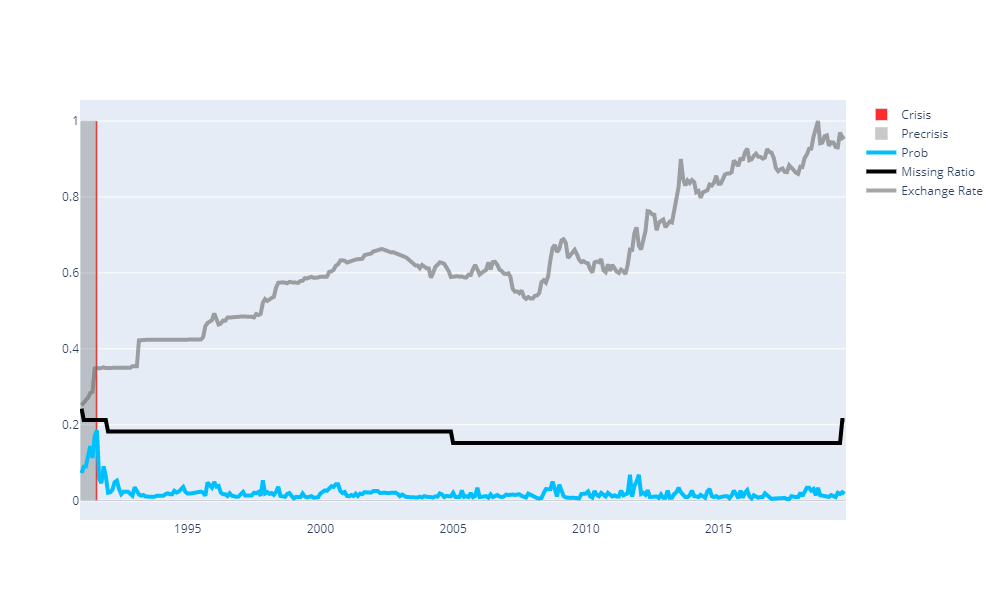 1
0.8
0.6
0.4
0.2
0
1995
2000
2005
2010
2015
Crisis
Precrisis
Prob
Missing Ratio
Exchange Rate